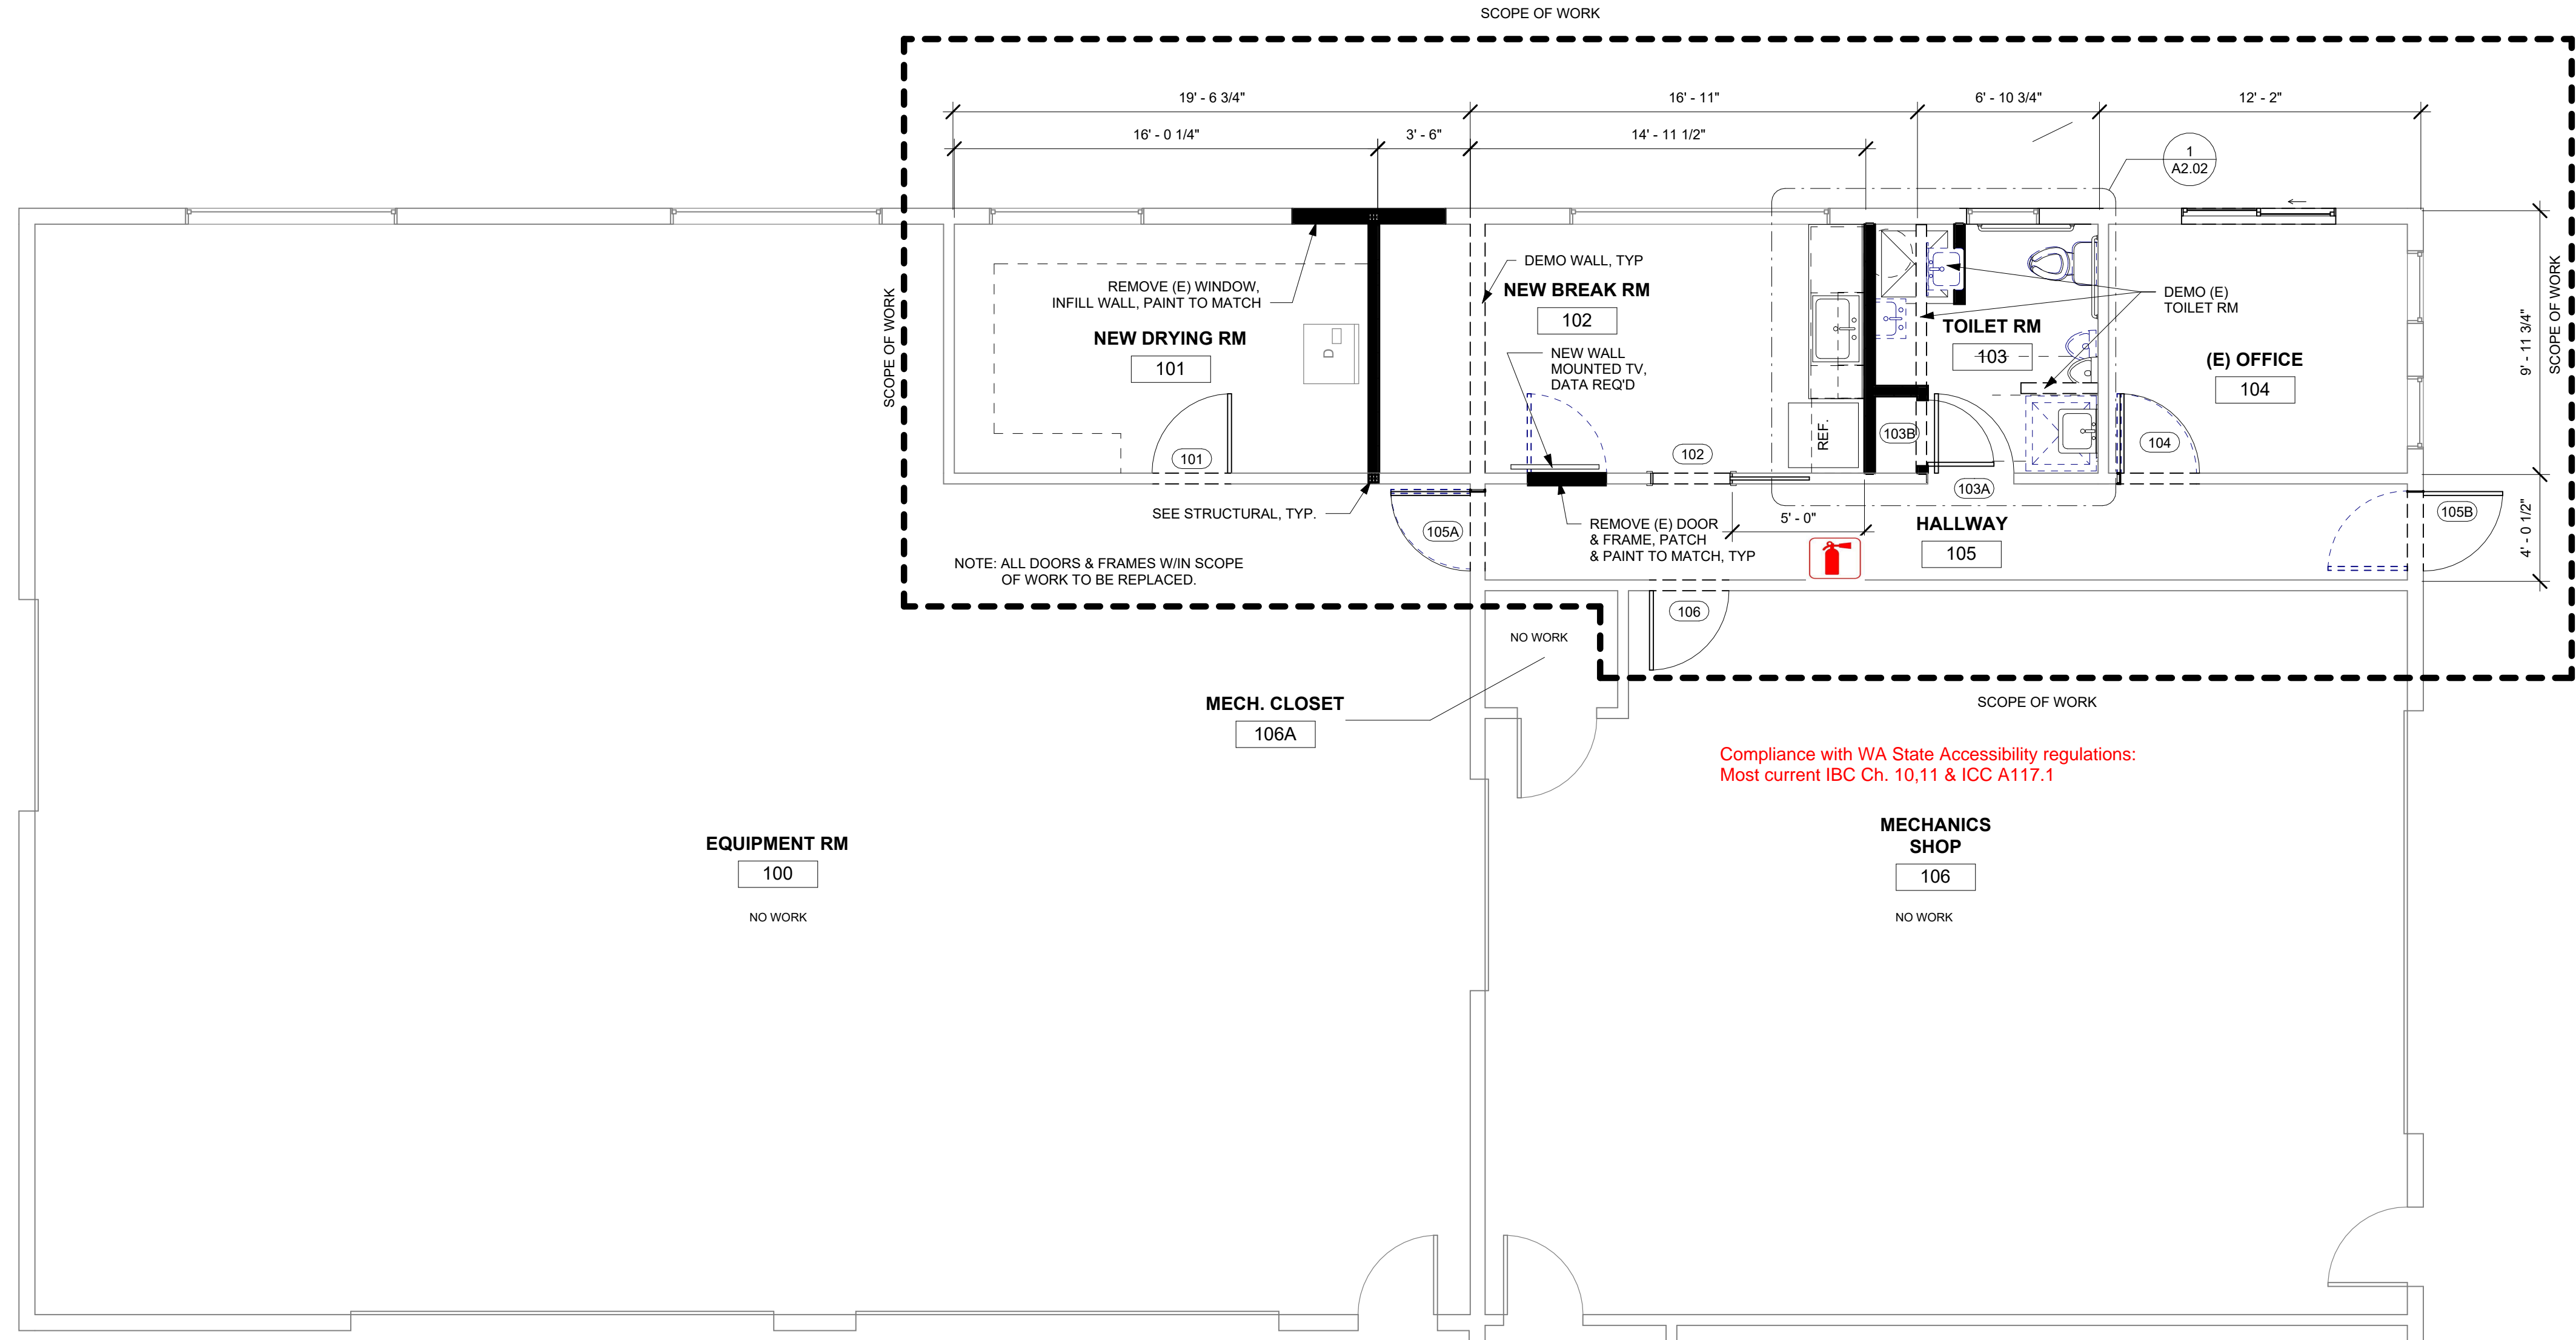 SCOPE OF WORK
19' - 6 3/4"
16' - 11"
6' - 10 3/4"
12' - 2"
16' - 0 1/4"
3' - 6"
14' - 11 1/2"
1
A2.02
SCOPE OF WORK
REMOVE (E) WINDOW,
INFILL WALL, PAINT TO MATCH
NEW DRYING RM
101
D
101
SEE STRUCTURAL, TYP.
NOTE: ALL DOORS & FRAMES W/IN SCOPE
OF WORK TO BE REPLACED.
DEMO WALL, TYP
NEW BREAK RM
102
NEW WALL
MOUNTED TV,
DATA REQ'D
REF.
102
105A
REMOVE (E) DOOR
& FRAME, PATCH
& PAINT TO MATCH, TYP
5' - 0"
TOILET RM
103
103B
103A
DEMO (E)
TOILET RM
(E) OFFICE
104
104
HALLWAY
105
105B
9' - 11 3/4"
4' - 0 1/2"
SCOPE OF WORK
106
NO WORK
MECH. CLOSET
106A
SCOPE OF WORK
Compliance with WA State Accessibility regulations:
Most current IBC Ch. 10,11 & ICC A117.1
EQUIPMENT RM
100
NO WORK
MECHANICS
SHOP
106
NO WORK